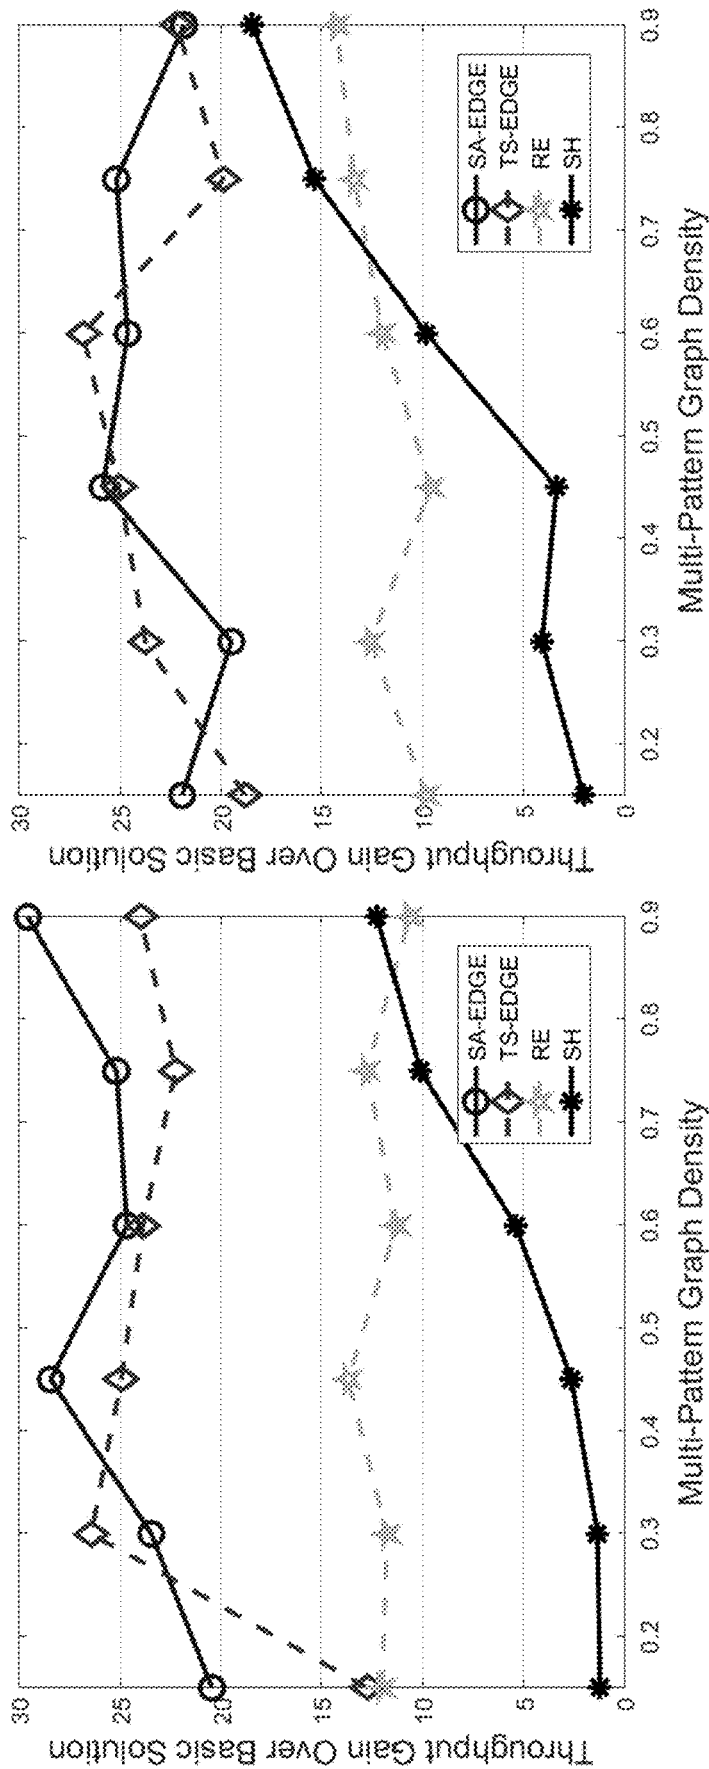 30
25
20
15
10
5
0
Throughput Gain Over Basic Solution
0.2
0.3
0.4
0.5
0.6
0.7
0.8
0.9
Multi-Pattern Graph Density
SA-EDGE
TS-EDGE
RE
SH
30
25
20
15
10
5
0
Throughput Gain Over Basic Solution
0.2
0.3
0.4
0.5
0.6
0.7
0.8
0.9
Multi-Pattern Graph Density
SA-EDGE
TS-EDGE
RE
SH